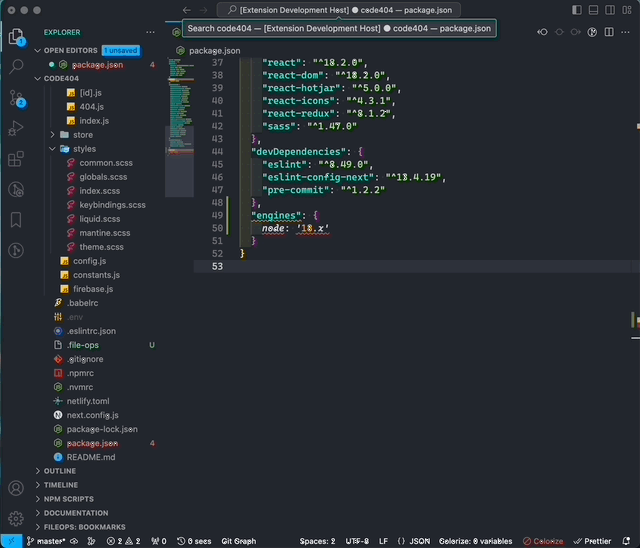 [Extension Development Host] ● code404 — package.json
Search code404 — [Extension Development Host] ● code404 — package.json
EXPLORER
OPEN EDITORS 1 unsaved
package.json 4
CODE404
[id].js
404.js
index.js
store
styles
common.scss
globals.scss
index.scss
keybindings.scss
liquid.scss
mantine.scss
theme.scss
config.js
constants.js
firebase.js
.babelrc
.env
.eslintrc.json
.file-ops U
.gitignore
.npmrc
.nvmrc
netlify.toml
next.config.js
package-lock.json
package.json 4
README.md
OUTLINE
TIMELINE
NPM SCRIPTS
DOCUMENTATION
FILEOPS: BOOKMARKS
1
2
package.json
37 "react": "^18.2.0",
38 "react-dom": "^18.2.0",
39 "react-hotjar": "^5.0.0",
40 "react-icons": "^4.3.1",
41 "react-redux": "^8.1.2",
42 "sass": "^1.47.0"
43 },
44 "devDependencies": {
45 "eslint": "^8.49.0",
46 "eslint-config-next": "^13.4.19",
47 "pre-commit": "^1.2.2"
48 },
49 "engines": {
50 node: '18.x'
51 }
52 }
53
master* 2 2 0 0 secs Git Graph Spaces: 2 UTF-8 LF {} JSON Colorize: 0 variables Colorize Prettier